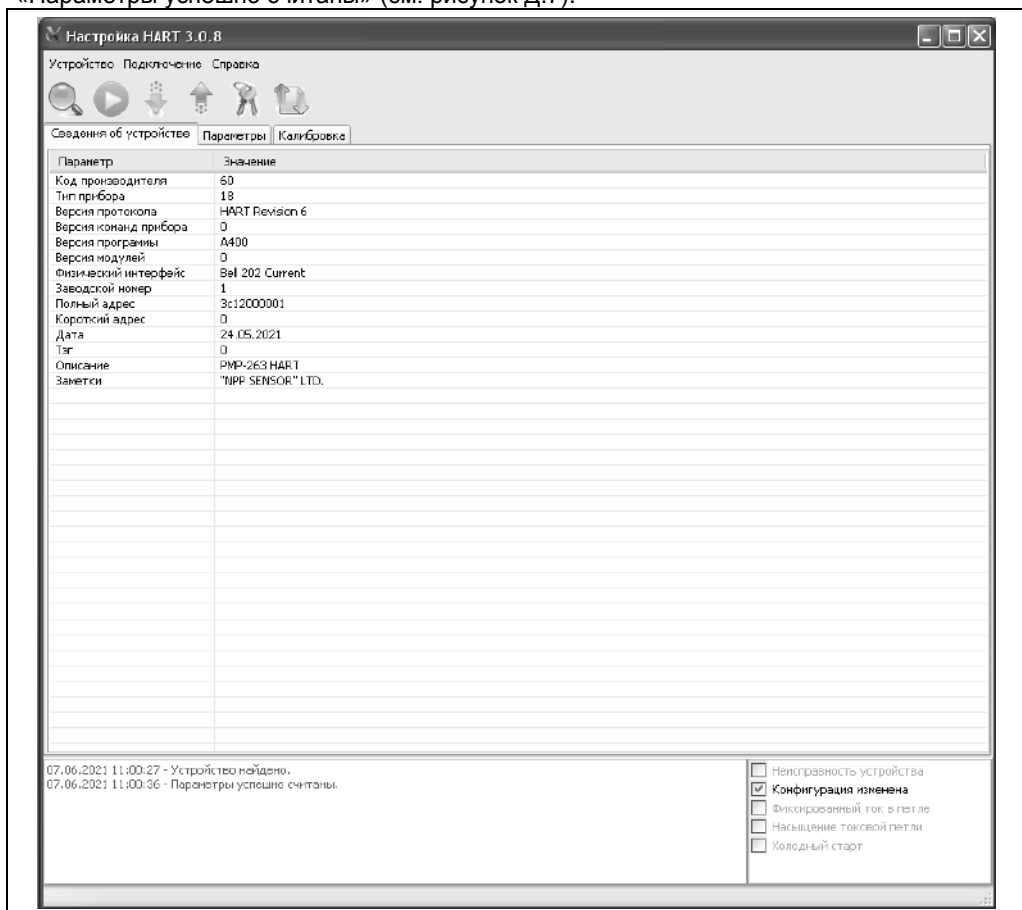 «Параметры успешно считаны» (см. рисунок Д.7).
Настройка HART 3.0.8
Устройство Подключение Справка
Сведения об устройстве Параметры Калибровка
Параметр Значение
Код производителя 60
Тип прибора 18
Версия протокола HART Revision 6
Версия команд прибора 0
Версия программы A400
Версия модулей 0
Физический интерфейс Bell 202 Current
Заводской номер 1
Полный адрес 3c12000001
Короткий адрес 0
Дата 24.05.2021
Тэг 0
Описание PMP-263 HART
Заметки "NPP SENSOR" LTD.
07.06.2021 11:00:27 - Устройство найдено.
07.06.2021 11:00:36 - Параметры успешно считаны.
Неисправность устройства
Конфигурация изменена
Фиксированный ток в петле
Насыщение токовой петли
Холодный старт